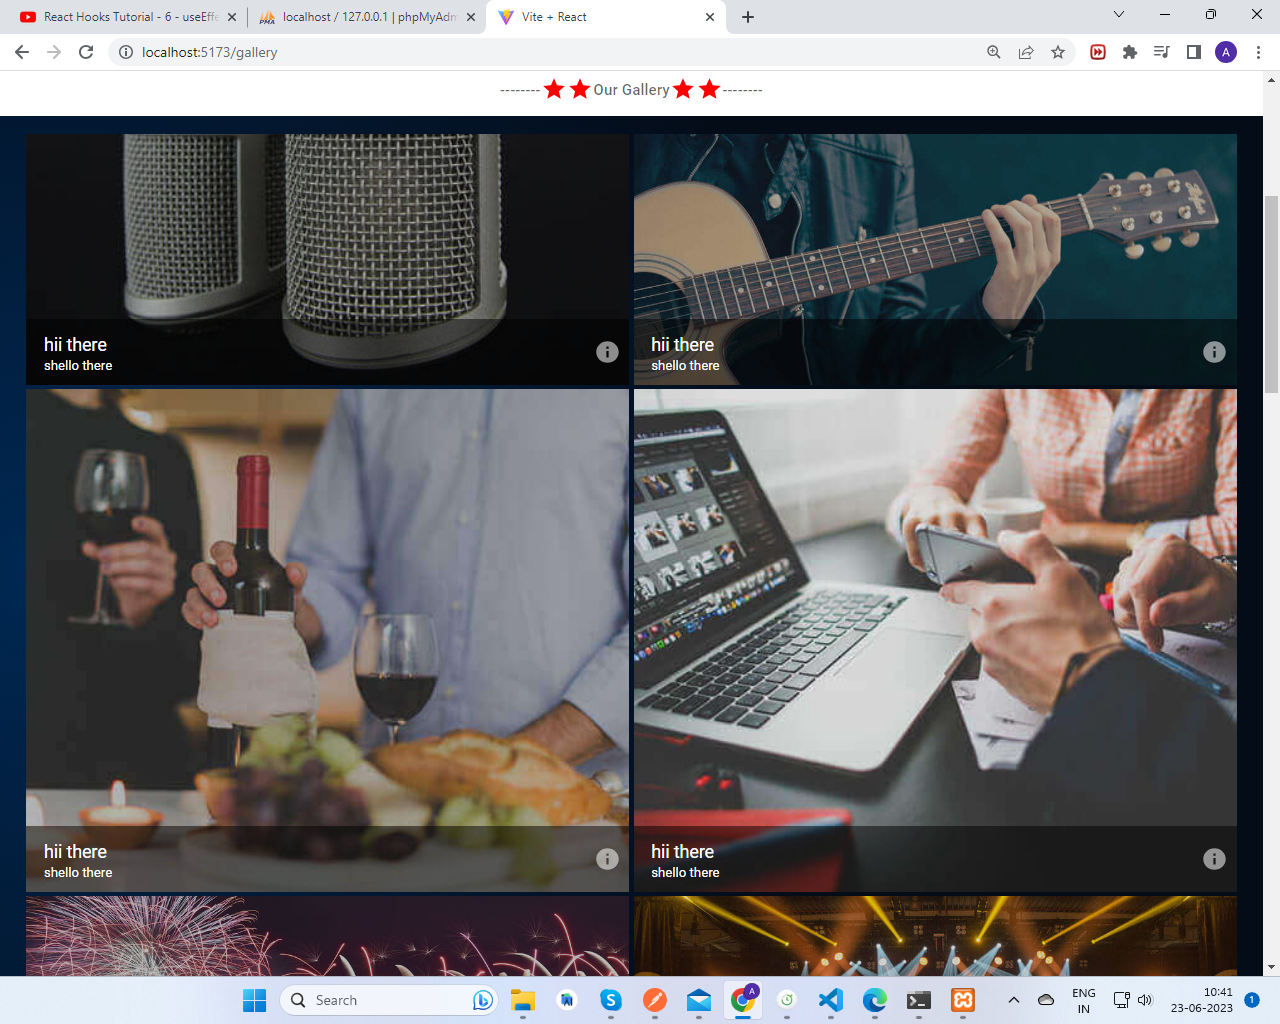 React Hooks Tutorial - 6 - useEffe
localhost / 127.0.0.1 | phpMyAdm
Vite + React
localhost:5173/gallery
A
--------Our Gallery--------
hii there
shello there
hii there
shello there
hii there
shello there
hii there
shello there
Search
A
ENG
IN
10:41
23-06-2023
1